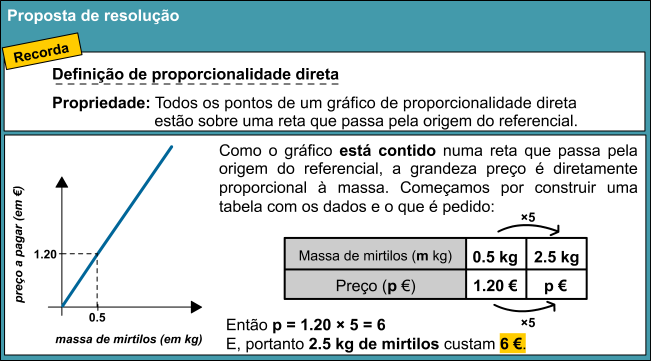 Proposta de resolução
Recorda
Definição de proporcionalidade direta
Propriedade: Todos os pontos de um gráfico de proporcionalidade direta
estão sobre uma reta que passa pela origem do referencial.
Como o gráfico está contido numa reta que passa pela
origem do referencial, a grandeza preço é diretamente
proporcional à massa. Começamos por construir uma
tabela com os dados e o que é pedido:
preço a pagar (em €)
1.20
0.5
massa de mirtilos (em kg)
×5
Massa de mirtilos (m kg) 0.5 kg 2.5 kg
Preço (p €) 1.20 € p €
×5
Então p = 1.20 × 5 = 6
E, portanto 2.5 kg de mirtilos custam 6 €.